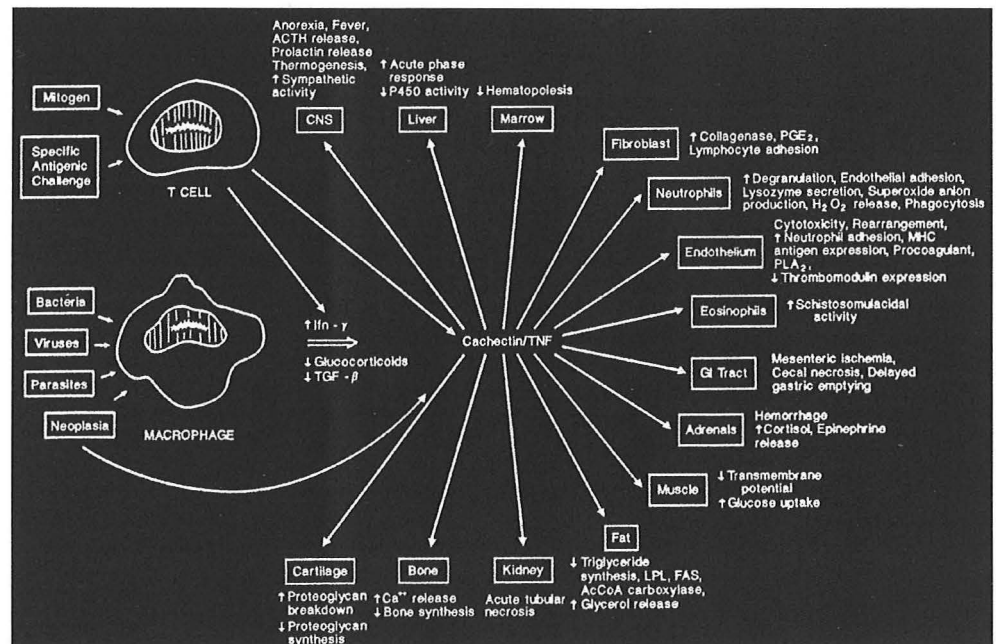 Anorexia, Fever,
ACTH release,
Prolactin release
Thermogenesis,
↑ Sympathetic
activity
CNS
↑ Acute phase
response
↓ P450 activity
Liver
↓ Hematopoiesis
Marrow
Mitogen
Specific
Antigenic
Challenge
T CELL
Fibroblast
↑ Collagenase, PGE₂,
Lymphocyte adhesion
Neutrophils
↑ Degranulation, Endothelial adhesion,
Lysozyme secretion, Superoxide anion
production, H₂O₂ release, Phagocytosis
Endothelium
Cytotoxicity, Rearrangement,
↑ Neutrophil adhesion, MHC
antigen expression, Procoagulant,
PLA₂,
↓ Thrombomodulin expression
Eosinophils
↑ Schistosomulacidal
activity
Bacteria
Viruses
Parasites
Neoplasia
MACROPHAGE
↑ Ifn - γ
↓ Glucocorticoids
↓ TGF - β
Cachectin/TNF
GI Tract
Mesenteric ischemia,
Cecal necrosis, Delayed
gastric emptying
Adrenals
Hemorrhage
↑ Cortisol, Epinephrine
release
Muscle
↓ Transmembrane
potential
↑ Glucose uptake
Fat
↓ Triglyceride
synthesis, LPL, FAS,
AcCoA carboxylase,
↑ Glycerol release
Cartilage
↑ Proteoglycan
breakdown
↓ Proteoglycan
synthesis
Bone
↑ Ca⁺⁺ release
↓ Bone synthesis
Kidney
Acute tubular
necrosis